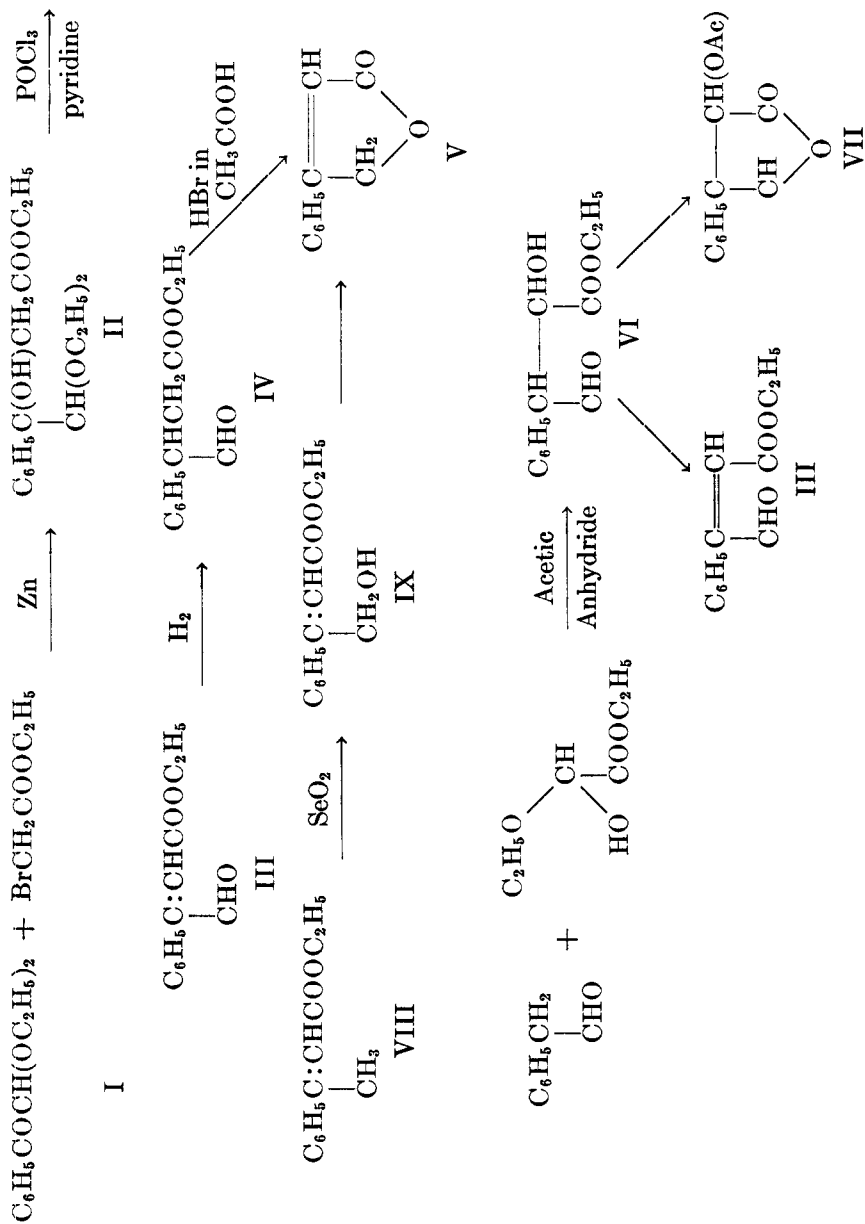 C₆H₅COCH(OC₂H₅)₂ + BrCH₂COOC₂H₅ Zn C₆H₅C(OH)CH₂COOC₂H₅ POCl₃
pyridine
CH(OC₂H₅)₂
I II
C₆H₅C:CHCOOC₂H₅ H₂ C₆H₅CHCH₂COOC₂H₅ HBr in
CH₃COOH
CHO CHO
III IV
C₆H₅C:CHCOOC₂H₅ SeO₂ C₆H₅C:CHCOOC₂H₅ C₆H₅C CH
CH₃ CH₂OH CH₂ CO
O
VIII IX V
C₆H₅CH₂ + C₂H₅O CH Acetic C₆H₅CH CHOH
CHO HO COOC₂H₅ Anhydride CHO COOC₂H₅
VI
C₆H₅C CH C₆H₅C CH(OAc)
CHO COOC₂H₅ CH CO
O
III VII